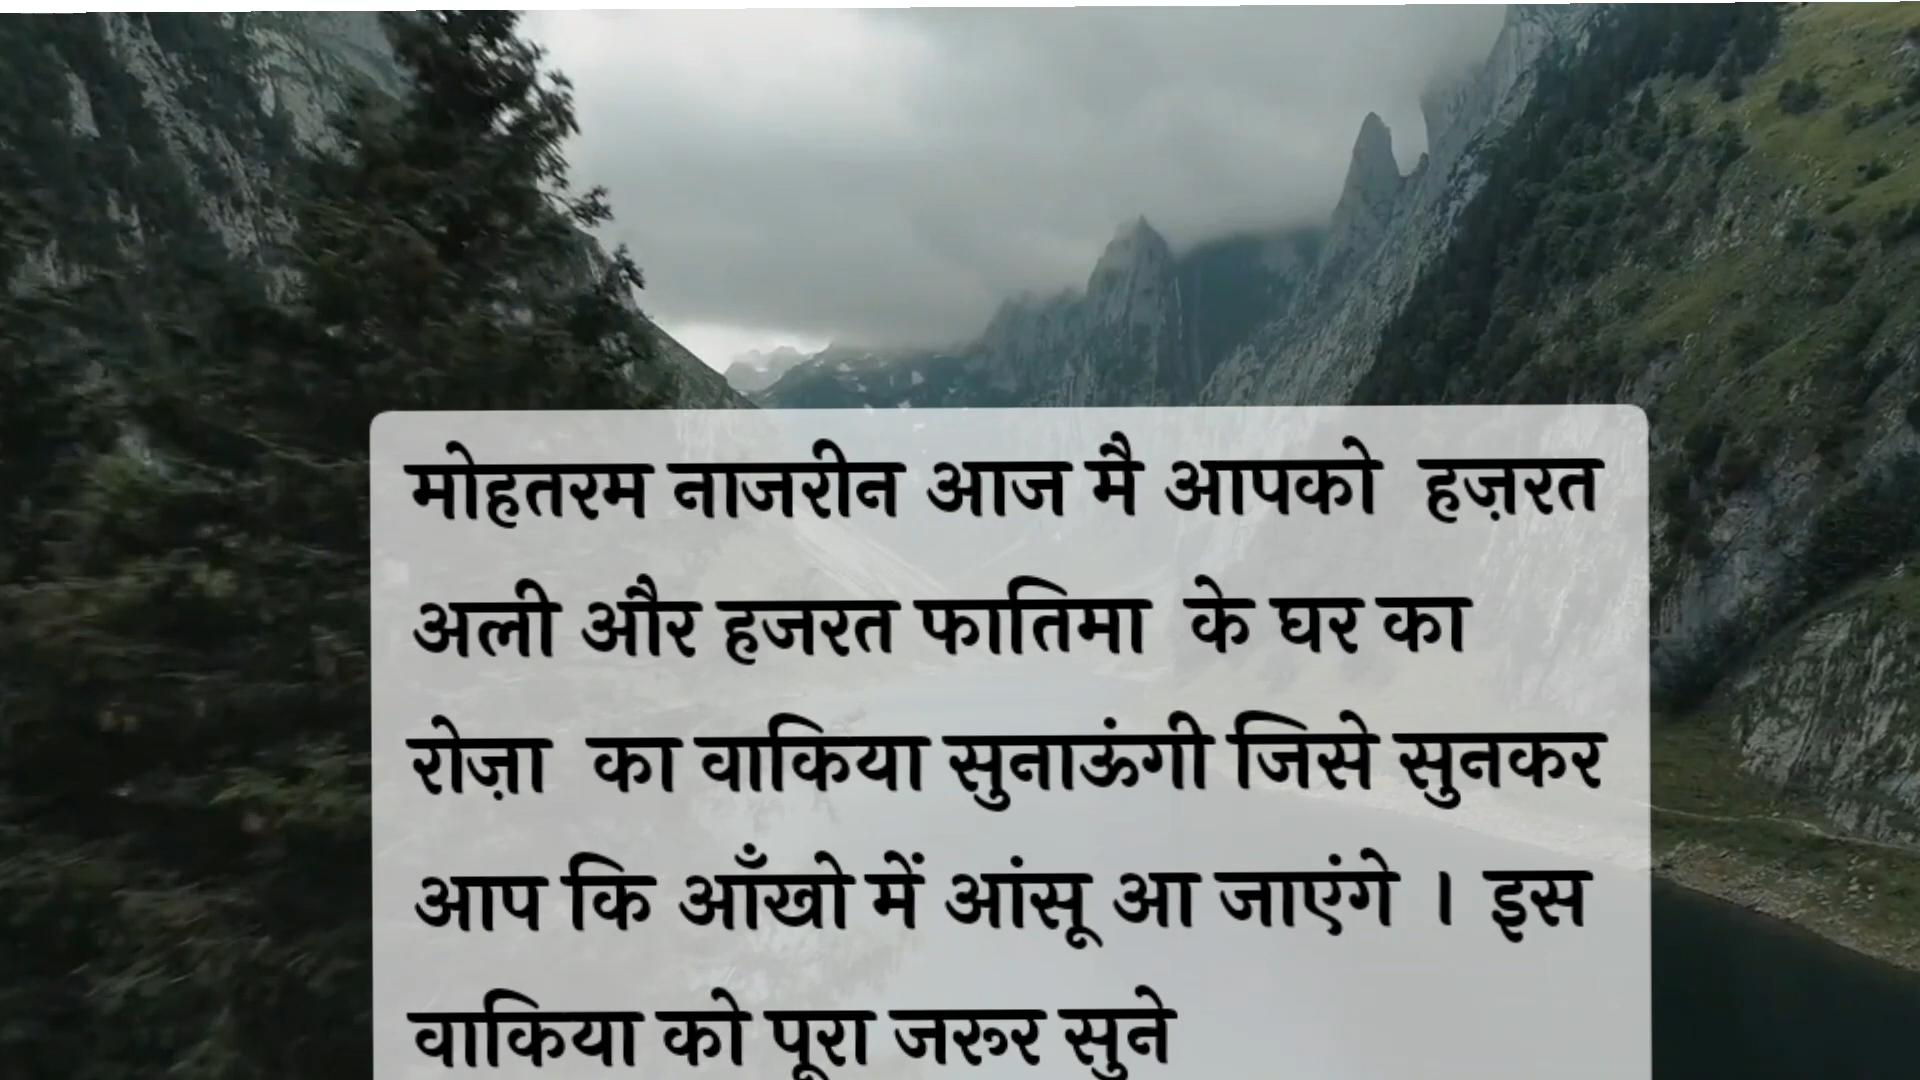 मोहतरम नाजरीन आज मै आपको हज़रत
अली और हजरत फातिमा के घर का
रोज़ा का वाकिया सुनाऊंगी जिसे सुनकर
आप कि आँखो में आंसू आ जाएंगे । इस
वाकिया को पूरा जरूर सुने